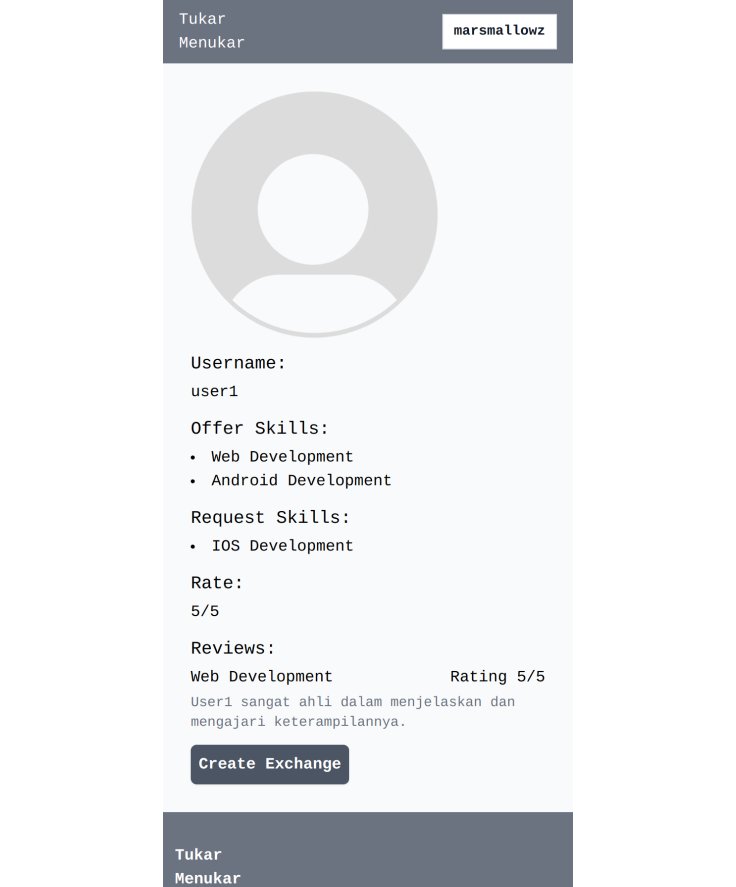 Tukar
Menukar
marsmallowz
Username:
user1
Offer Skills:
• Web Development
• Android Development
Request Skills:
• IOS Development
Rate:
5/5
Reviews:
Web Development Rating 5/5
User1 sangat ahli dalam menjelaskan dan
mengajari keterampilannya.
Create Exchange
Tukar
Menukar